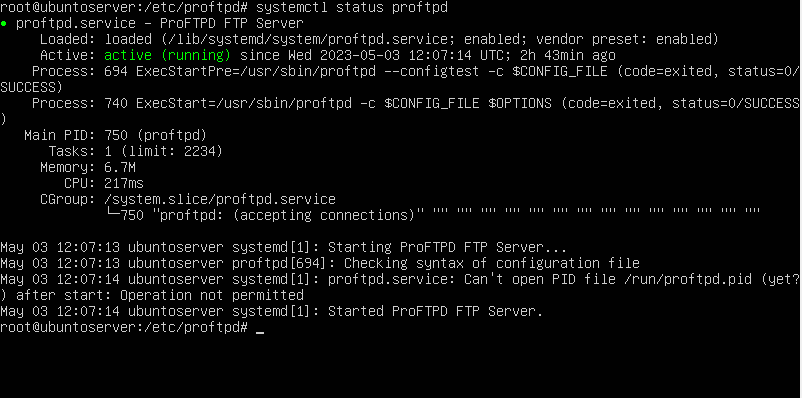 root@ubuntoserver:/etc/proftpd# systemctl status proftpd
● proftpd.service – ProFTPD FTP Server
     Loaded: loaded (/lib/systemd/system/proftpd.service; enabled; vendor preset: enabled)
     Active: active (running) since Wed 2023-05-03 12:07:14 UTC; 2h 43min ago
    Process: 694 ExecStartPre=/usr/sbin/proftpd --configtest -c $CONFIG_FILE (code=exited, status=0/
SUCCESS)
    Process: 740 ExecStart=/usr/sbin/proftpd -c $CONFIG_FILE $OPTIONS (code=exited, status=0/SUCCESS
)
   Main PID: 750 (proftpd)
      Tasks: 1 (limit: 2234)
     Memory: 6.7M
        CPU: 217ms
     CGroup: /system.slice/proftpd.service
             └─750 "proftpd: (accepting connections)" "" "" "" "" "" "" "" "" "" "" "" "" "" ""

May 03 12:07:13 ubuntoserver systemd[1]: Starting ProFTPD FTP Server...
May 03 12:07:13 ubuntoserver proftpd[694]: Checking syntax of configuration file
May 03 12:07:14 ubuntoserver systemd[1]: proftpd.service: Can't open PID file /run/proftpd.pid (yet?
) after start: Operation not permitted
May 03 12:07:14 ubuntoserver systemd[1]: Started ProFTPD FTP Server.
root@ubuntoserver:/etc/proftpd# _